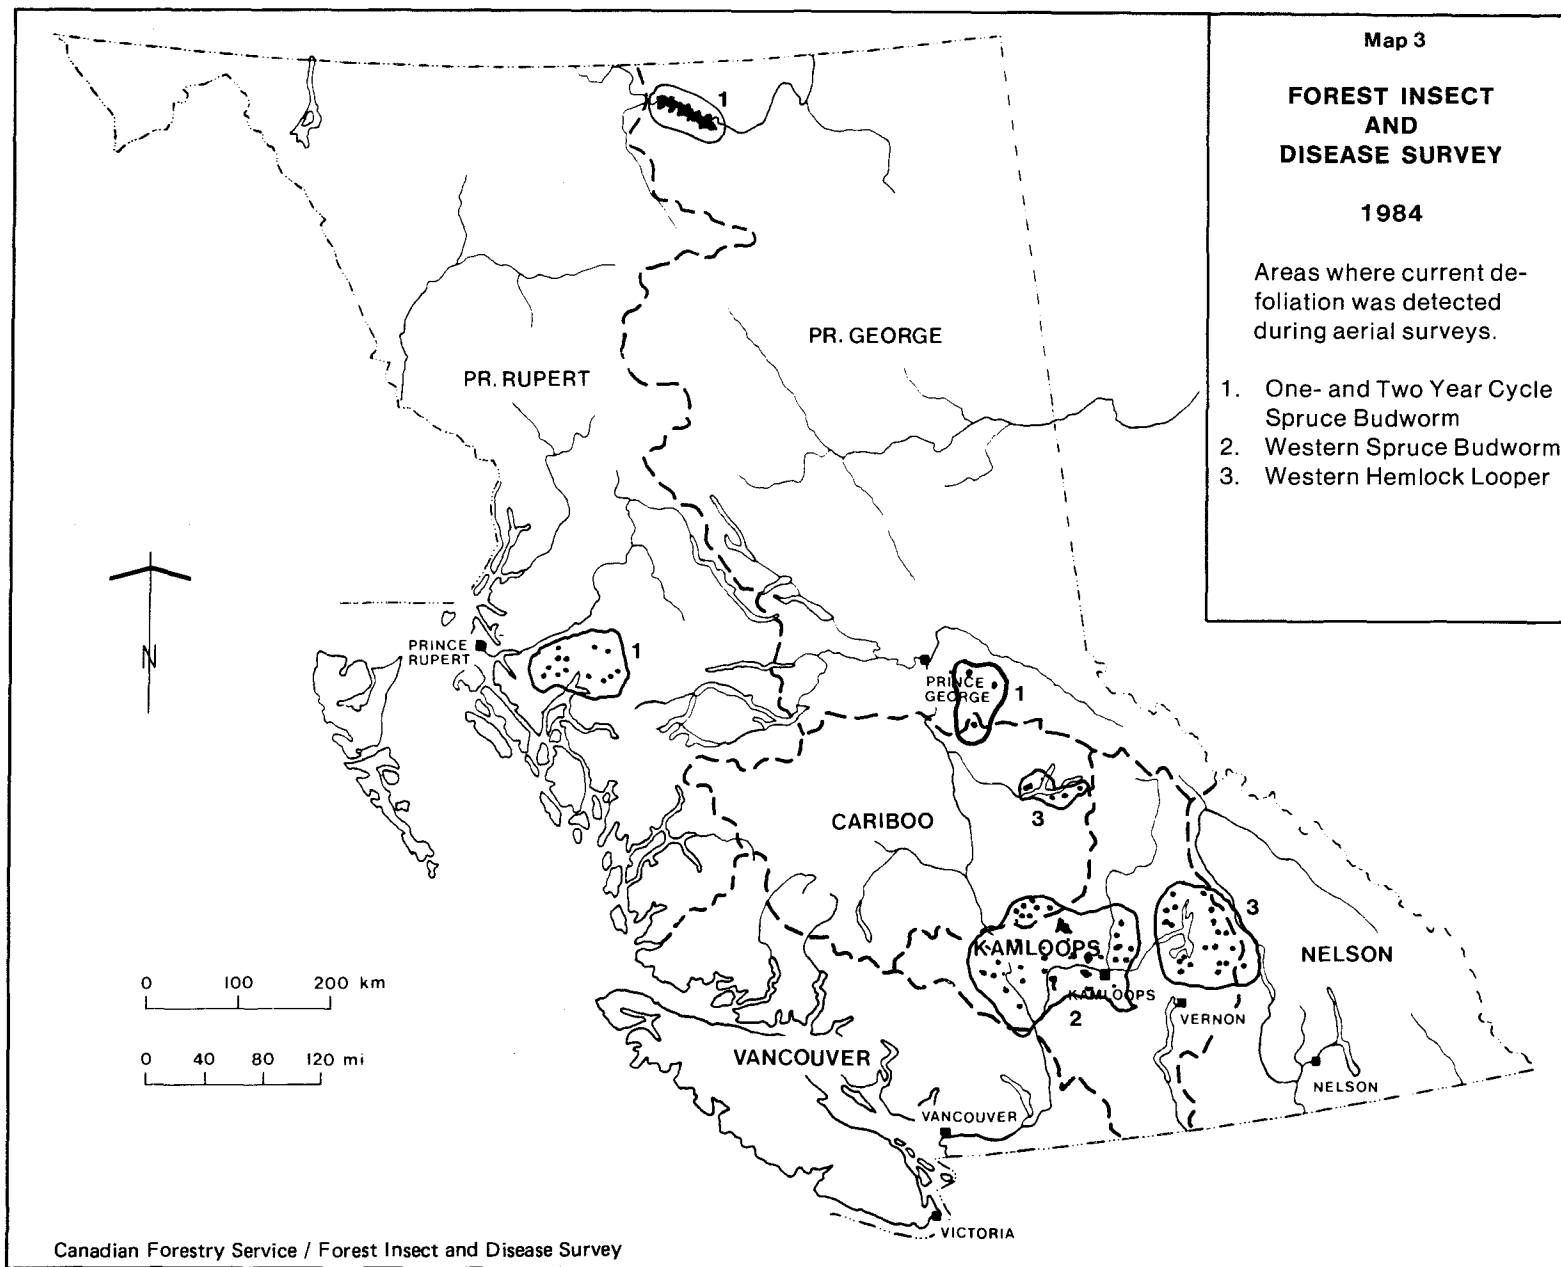 Map 3
FOREST INSECT
AND
DISEASE SURVEY
1984
Areas where current de-
foliation was detected
during aerial surveys.
1. One- and Two Year Cycle
Spruce Budworm
2. Western Spruce Budworm
3. Western Hemlock Looper
1
PR. GEORGE
PR. RUPERT
N
PRINCE
RUPERT
1
PRINCE
GEORGE
1
CARIBOO
3
3
KAMLOOPS
NELSON
KAMLOOPS
2
VERNON
0 100 200 km
0 40 80 120 mi
VANCOUVER
NELSON
VANCOUVER
VICTORIA
Canadian Forestry Service / Forest Insect and Disease Survey